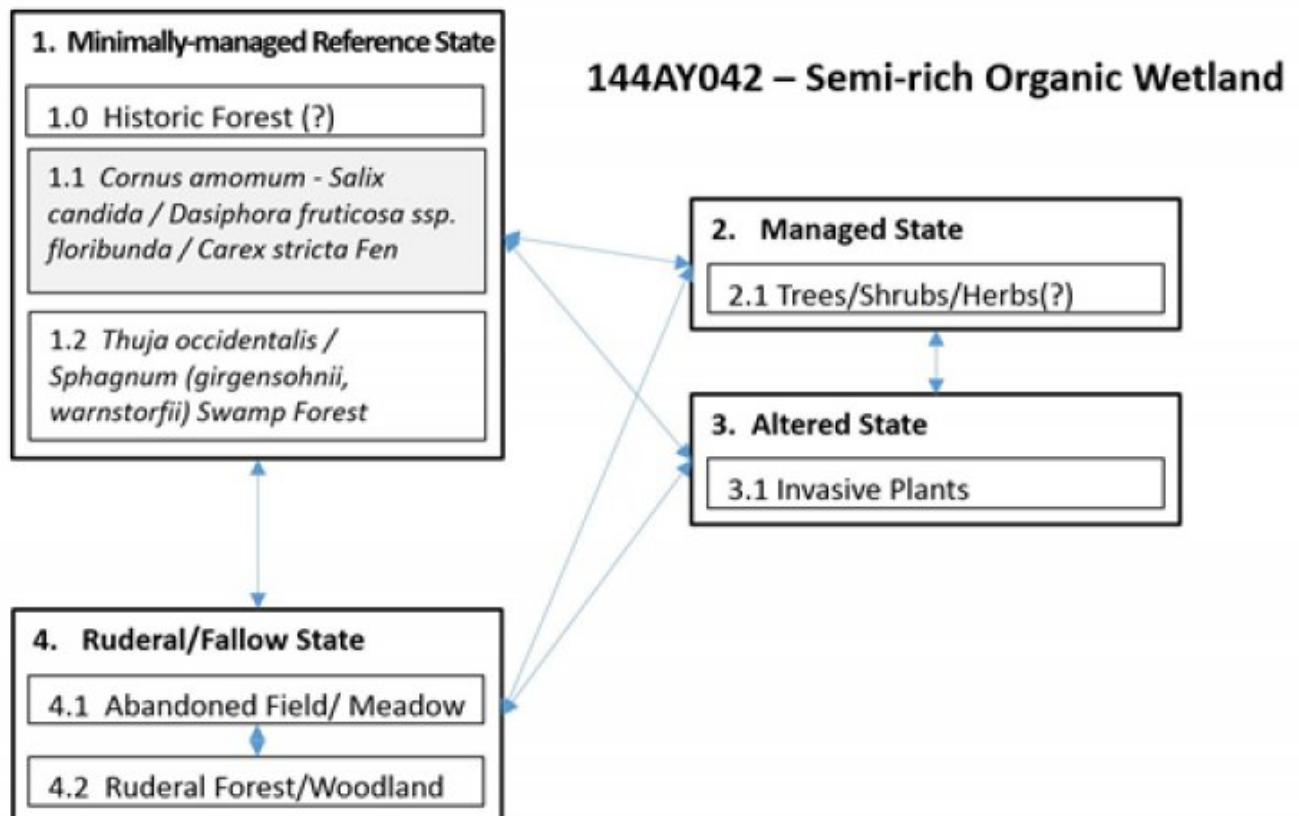 1. Minimally-managed Reference State
144AY042 – Semi-rich Organic Wetland
1.0 Historic Forest (?)
1.1 Cornus amomum - Salix
candida / Dasiphora fruticosa ssp.
floribunda / Carex stricta Fen
1.2 Thuja occidentalis /
Sphagnum (girgensohnii,
warnstorfii) Swamp Forest
2. Managed State
2.1 Trees/Shrubs/Herbs(?)
3. Altered State
3.1 Invasive Plants
4. Ruderal/Fallow State
4.1 Abandoned Field/ Meadow
4.2 Ruderal Forest/Woodland